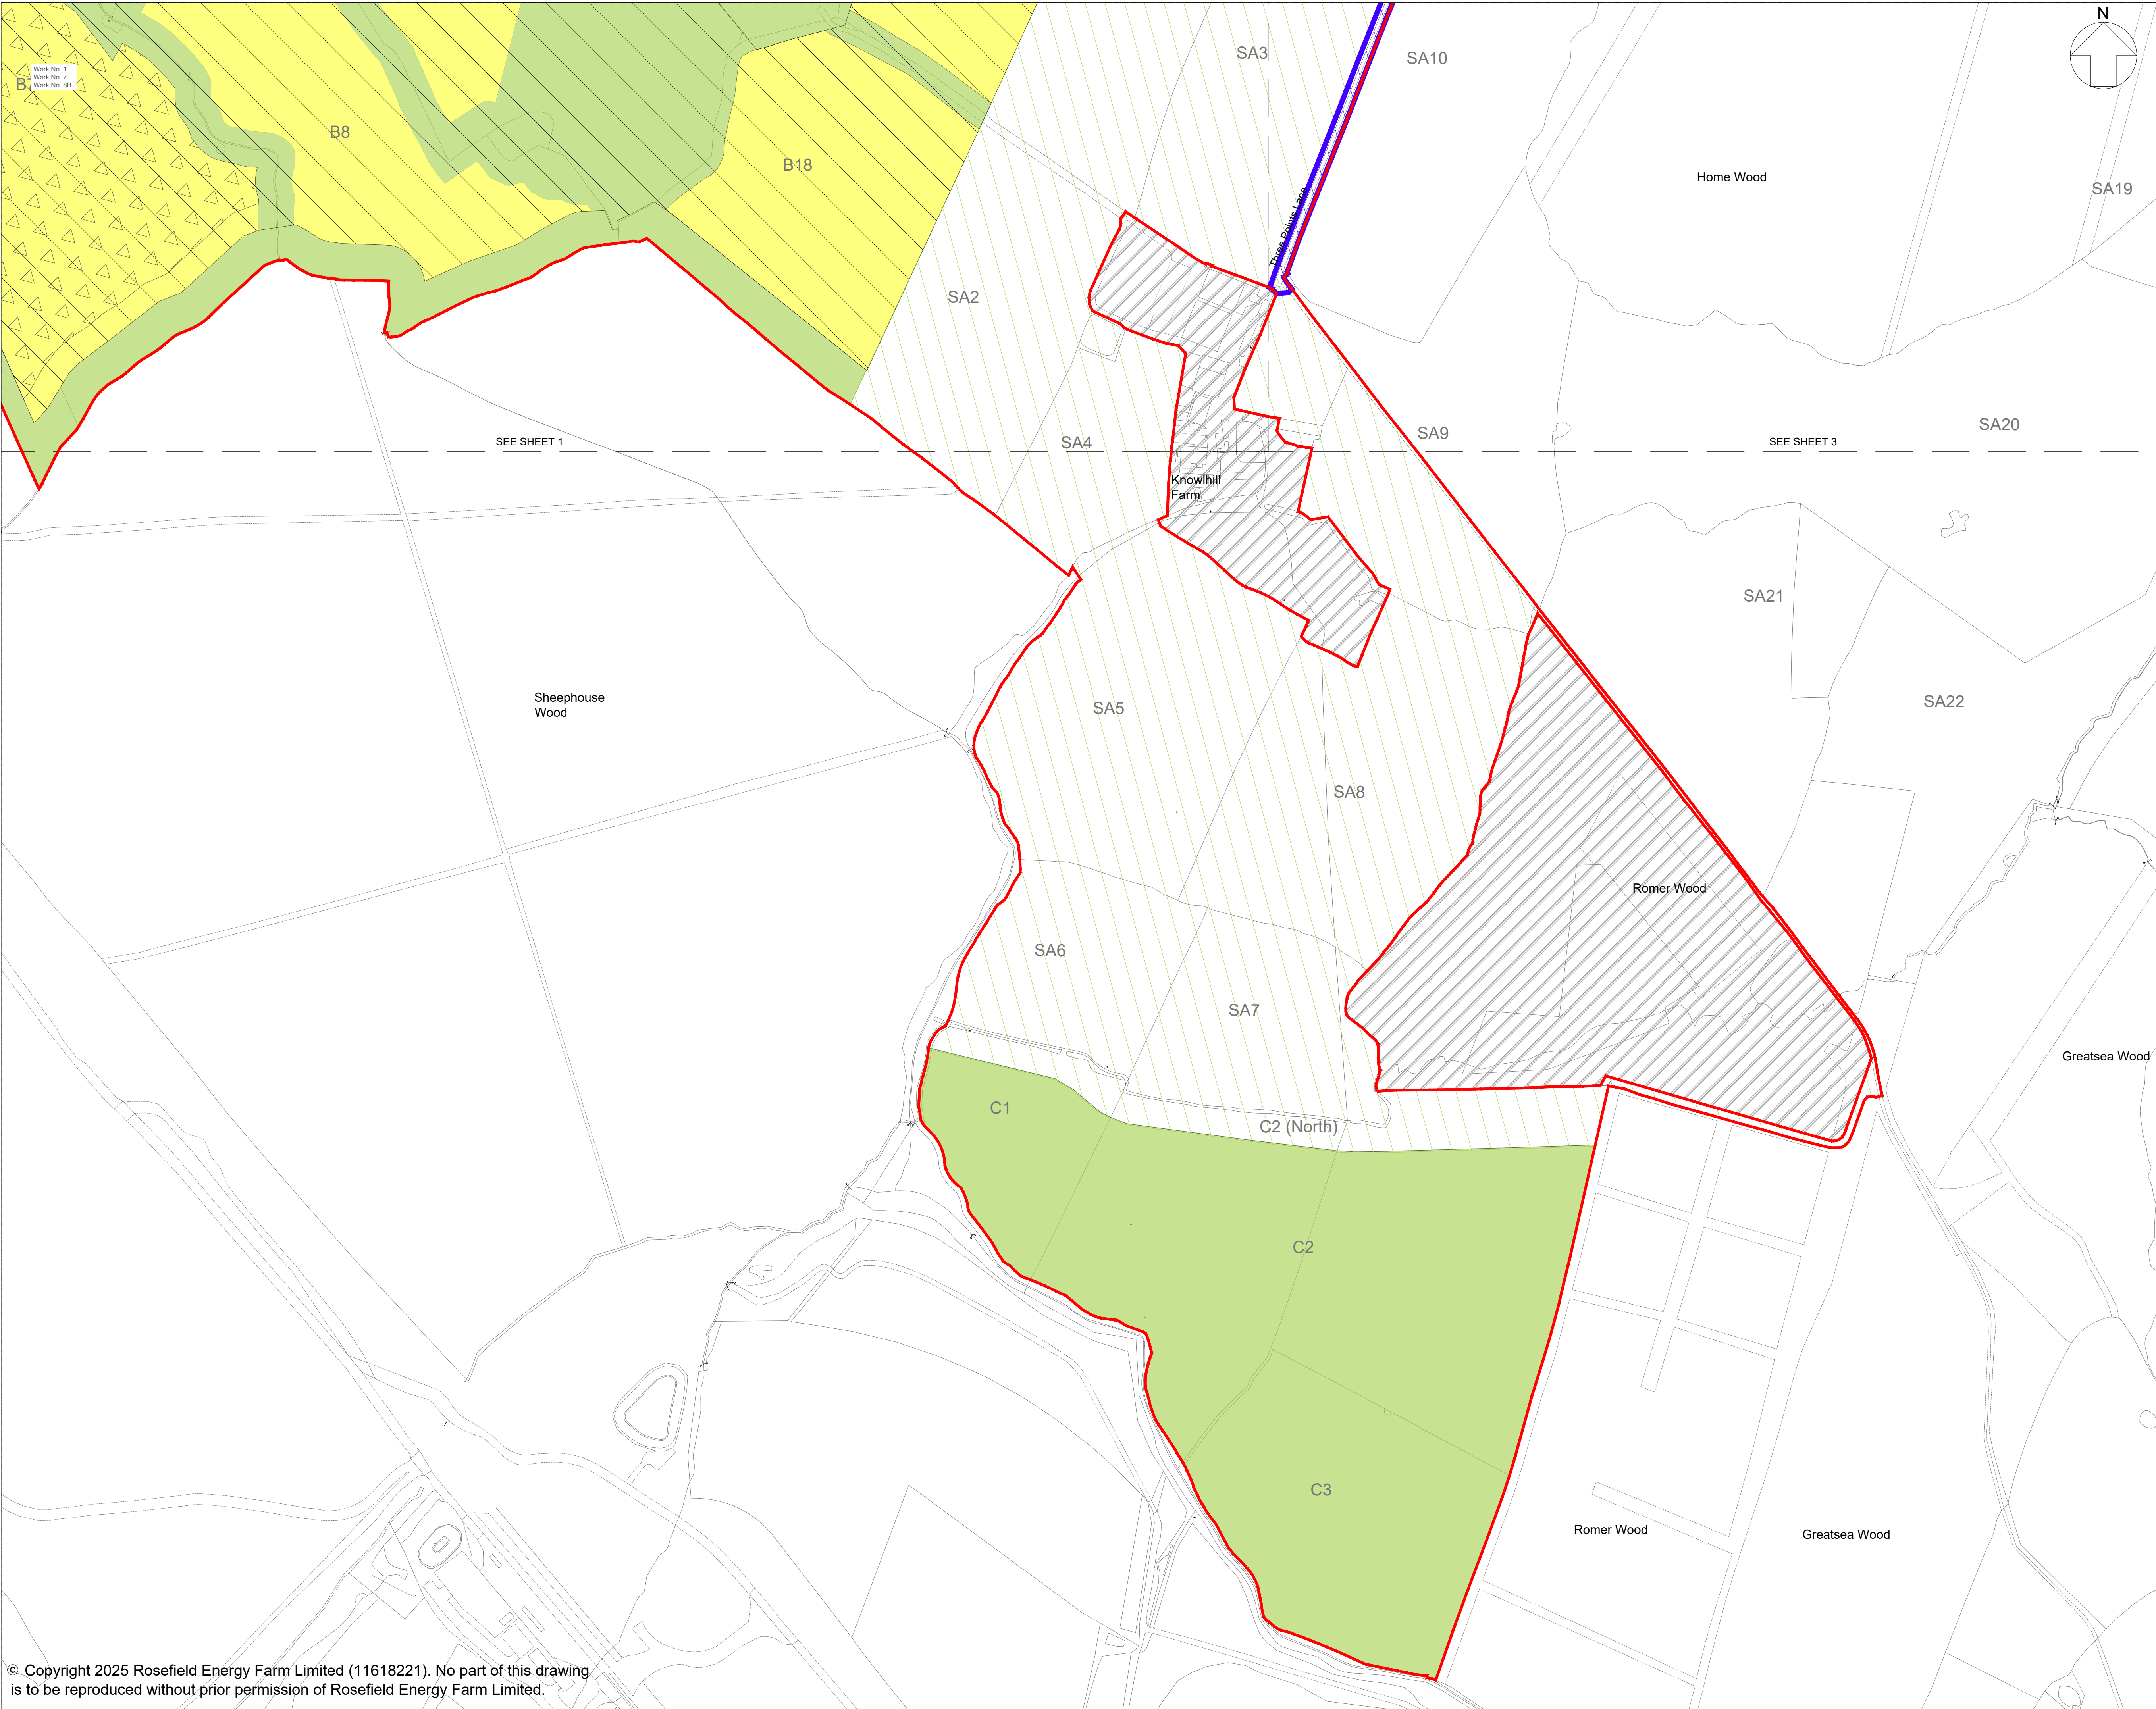 N
SA3
SA10
Work No. 1
Work No. 7
Work No. 8B
B8
B18
Home Wood
SA19
Three Points Lane
SA2
SEE SHEET 1
SA4
SA9
SEE SHEET 3
SA20
Knowlhill
Farm
SA21
Sheephouse
Wood
SA5
SA22
SA8
Romer Wood
SA6
SA7
Greatsea Wood
C1
C2 (North)
C2
C3
Romer Wood
Greatsea Wood
© Copyright 2025 Rosefield Energy Farm Limited (11618221). No part of this drawing
is to be reproduced without prior permission of Rosefield Energy Farm Limited.